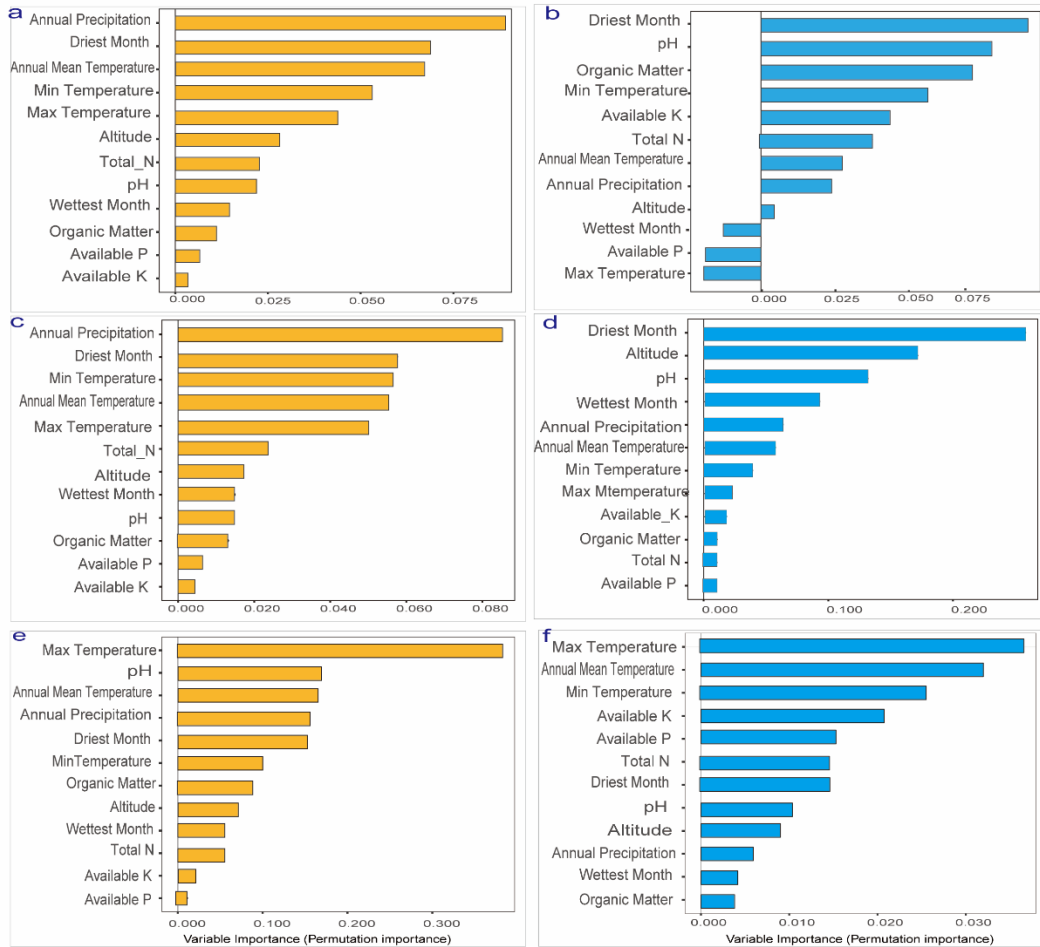 a
Annual Precipitation
Driest Month
Annual Mean Temperature
Min Temperature
Max Temperature
Altitude
Total_N
pH
Wettest Month
Organic Matter
Available P
Available K
0.000 0.025 0.050 0.075
b
Driest Month
pH
Organic Matter
Min Temperature
Available K
Total N
Annual Mean Temperature
Annual Precipitation
Altitude
Wettest Month
Available P
Max Temperature
0.000 0.025 0.050 0.075
c
Annual Precipitation
Driest Month
Min Temperature
Annual Mean Temperature
Max Temperature
Total_N
Altitude
Wettest Month
pH
Organic Matter
Available P
Available K
0.000 0.020 0.040 0.060 0.080
d
Driest Month
Altitude
pH
Wettest Month
Annual Precipitation
Annual Mean Temperature
Min Temperature
Max Mtemperature
Available_K
Organic Matter
Total N
Available P
0.000 0.100 0.200
e
Max Temperature
pH
Annual Mean Temperature
Annual Precipitation
Driest Month
MinTemperature
Organic Matter
Altitude
Wettest Month
Total N
Available K
Available P
0.000 0.100 0.200 0.300
Variable Importance (Permutation importance)
f
Max Temperature
Annual Mean Temperature
Min Temperature
Available K
Available P
Total N
Driest Month
pH
Altitude
Annual Precipitation
Wettest Month
Organic Matter
0.000 0.010 0.020 0.030
Variable Importance (Permutation importance)